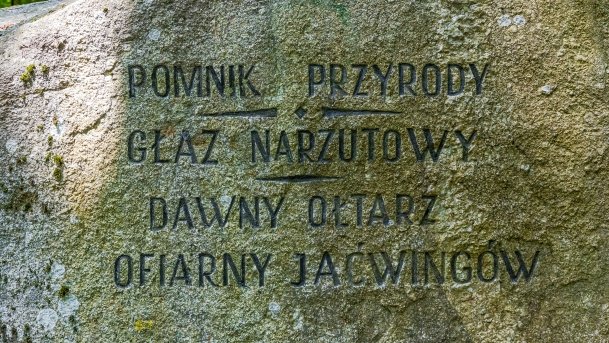 POMNIK PRZYRODY
GŁAZ NARZUTOWY
DAWNY OŁTARZ
OFIARNY JAĆWINGÓW